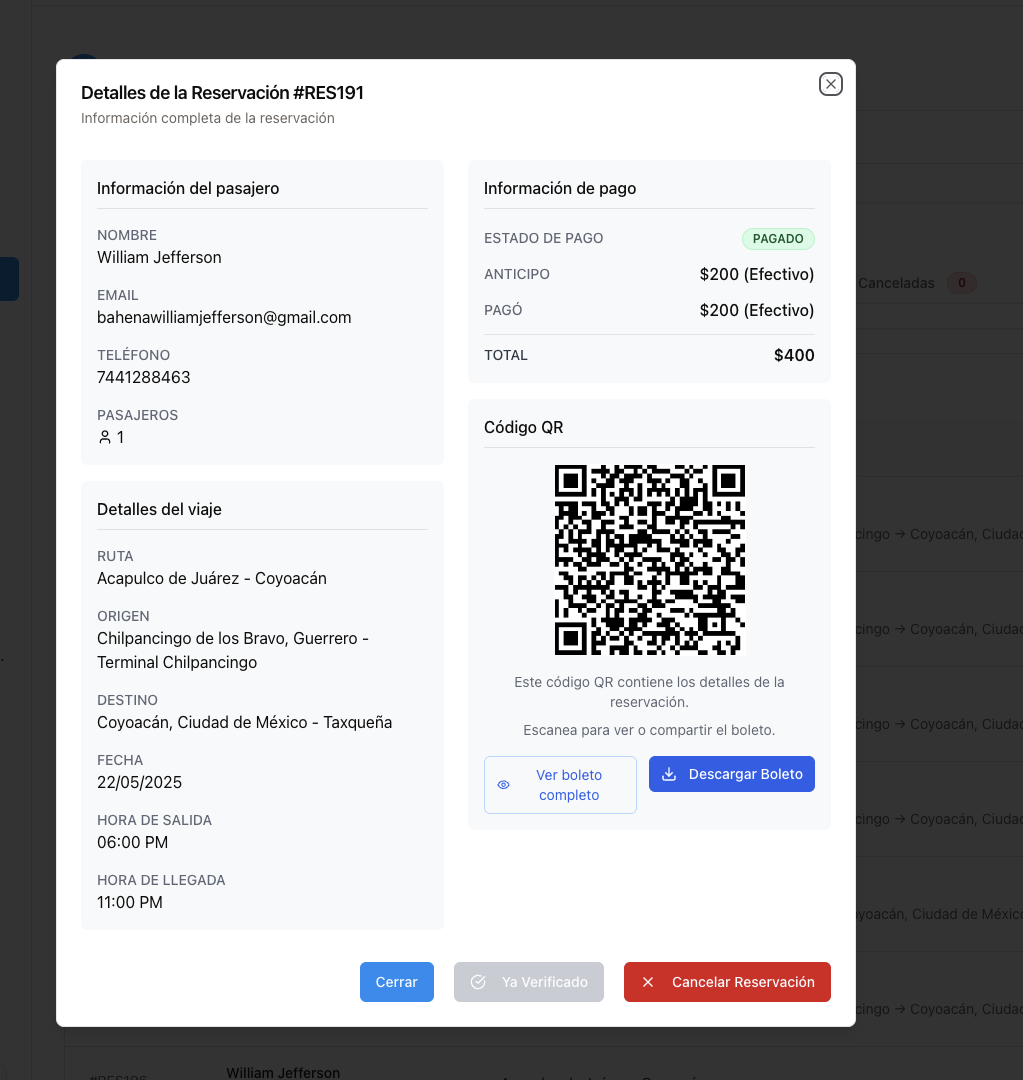 Detalles de la Reservación #RES191
Información completa de la reservación
Información del pasajero
NOMBRE
William Jefferson
EMAIL
bahenawilliamjefferson@gmail.com
TELÉFONO
7441288463
PASAJEROS
1
Detalles del viaje
RUTA
Acapulco de Juárez - Coyoacán
ORIGEN
Chilpancingo de los Bravo, Guerrero -
Terminal Chilpancingo
DESTINO
Coyoacán, Ciudad de México - Taxqueña
FECHA
22/05/2025
HORA DE SALIDA
06:00 PM
HORA DE LLEGADA
11:00 PM
Información de pago
ESTADO DE PAGO PAGADO
ANTICIPO $200 (Efectivo)
PAGÓ $200 (Efectivo)
TOTAL $400
Código QR
Este código QR contiene los detalles de la
reservación.
Escanea para ver o compartir el boleto.
Ver boleto
completo
Descargar Boleto
Cerrar
Ya Verificado
Cancelar Reservación
Canceladas 0
cingo → Coyoacán, Ciudad
cingo → Coyoacán, Ciudad
cingo → Coyoacán, Ciudad
cingo → Coyoacán, Ciudad
oyoacán, Ciudad de México
cingo → Coyoacán, Ciudad
William Jefferson